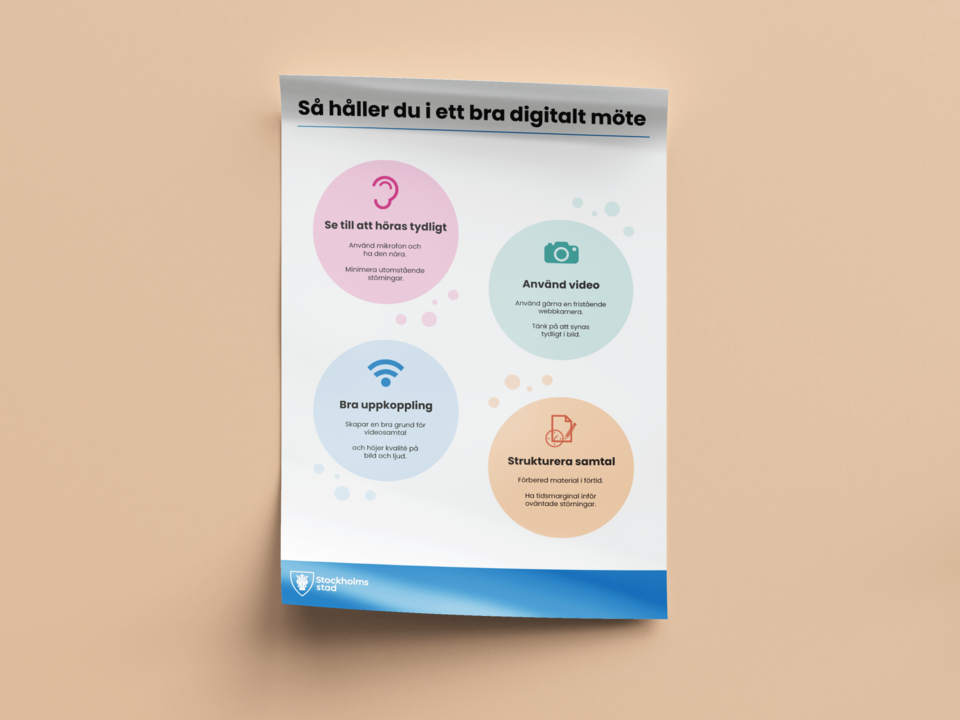 Så håller du i ett bra digitalt möte
Se till att höras tydligt
Använd mikrofon och
ha den nära.
Minimera utomstående
störningar.
Använd video
Använd gärna en fristående
webbkamera.
Tänk på att synas
tydligt i bild.
Bra uppkoppling
Skapar en bra grund för
videosamtal
och höjer kvalité på
bild och ljud.
Strukturera samtal
Förbered material i förtid.
Ha tidsmarginal inför
oväntade störningar.
Stockholms
stad